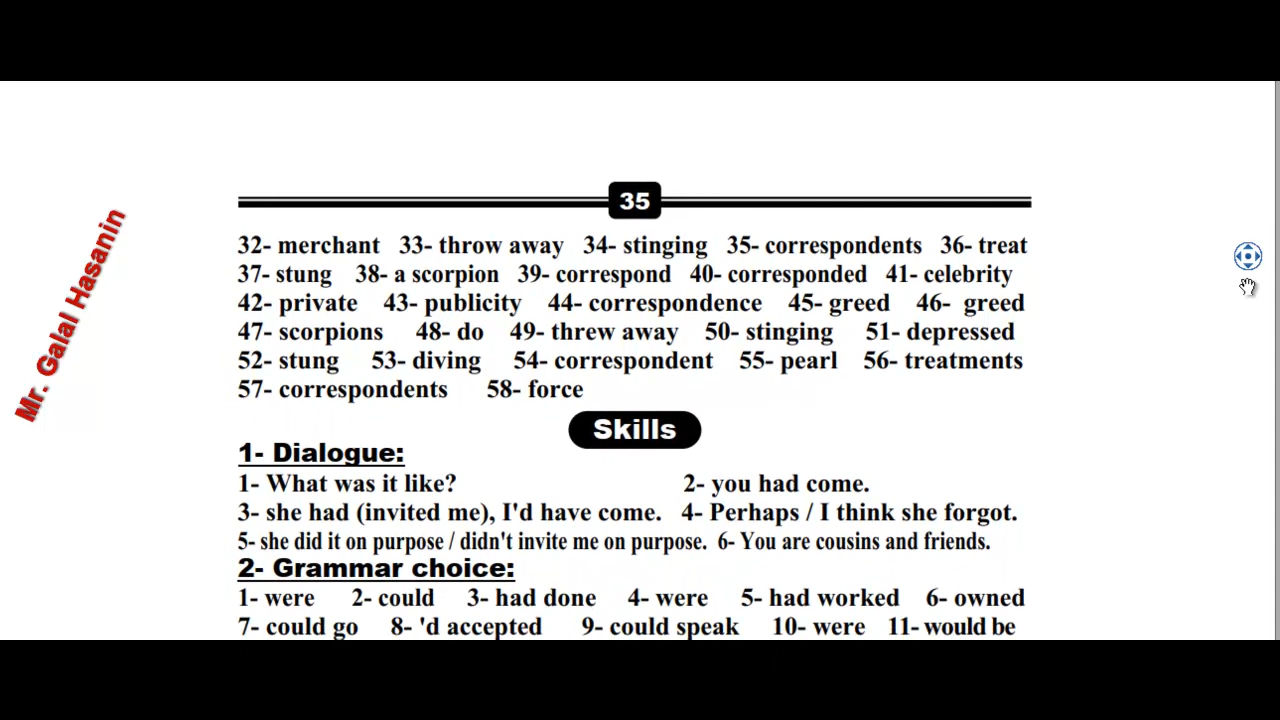 Mr. Galal Hasanin
35
32- merchant 33- throw away 34- stinging 35- correspondents 36- treat
37- stung 38- a scorpion 39- correspond 40- corresponded 41- celebrity
42- private 43- publicity 44- correspondence 45- greed 46- greed
47- scorpions 48- do 49- threw away 50- stinging 51- depressed
52- stung 53- diving 54- correspondent 55- pearl 56- treatments
57- correspondents 58- force
Skills
1- Dialogue:
1- What was it like? 2- you had come.
3- she had (invited me), I'd have come. 4- Perhaps / I think she forgot.
5- she did it on purpose / didn't invite me on purpose. 6- You are cousins and friends.
2- Grammar choice:
1- were 2- could 3- had done 4- were 5- had worked 6- owned
7- could go 8- 'd accepted 9- could speak 10- were 11- would be